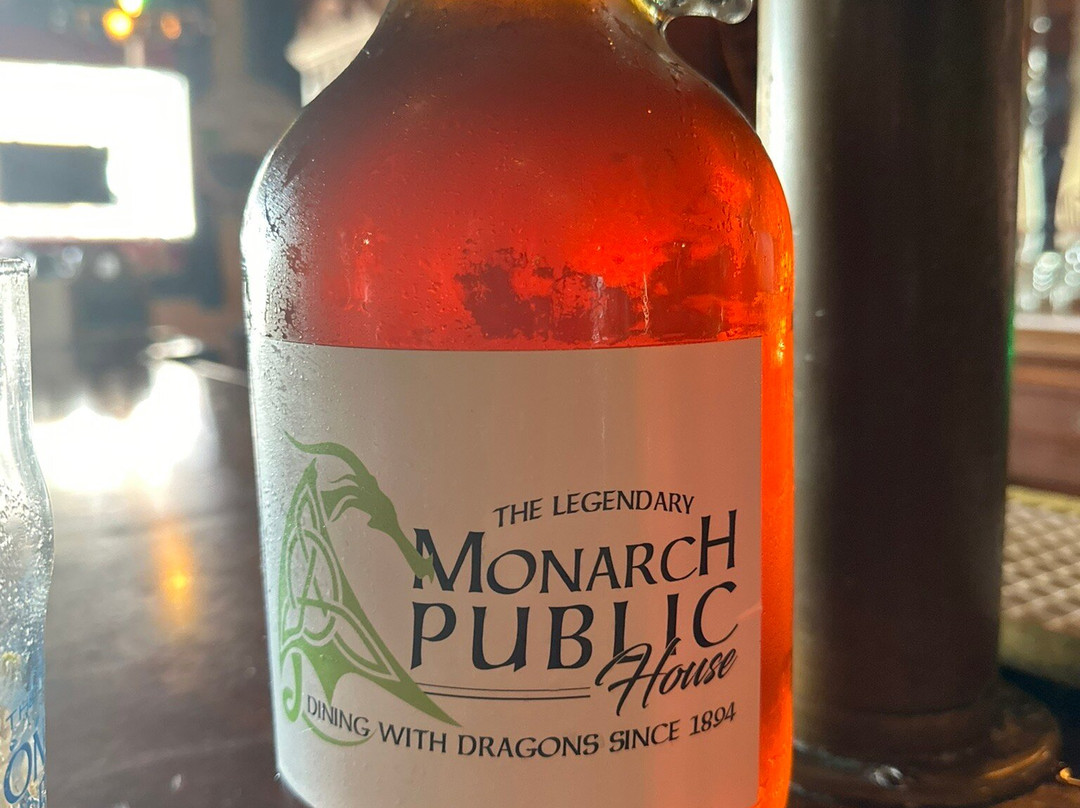 THE LEGENDARY
MONARCH
PUBLIC
House
DINING WITH DRAGONS SINCE 1894